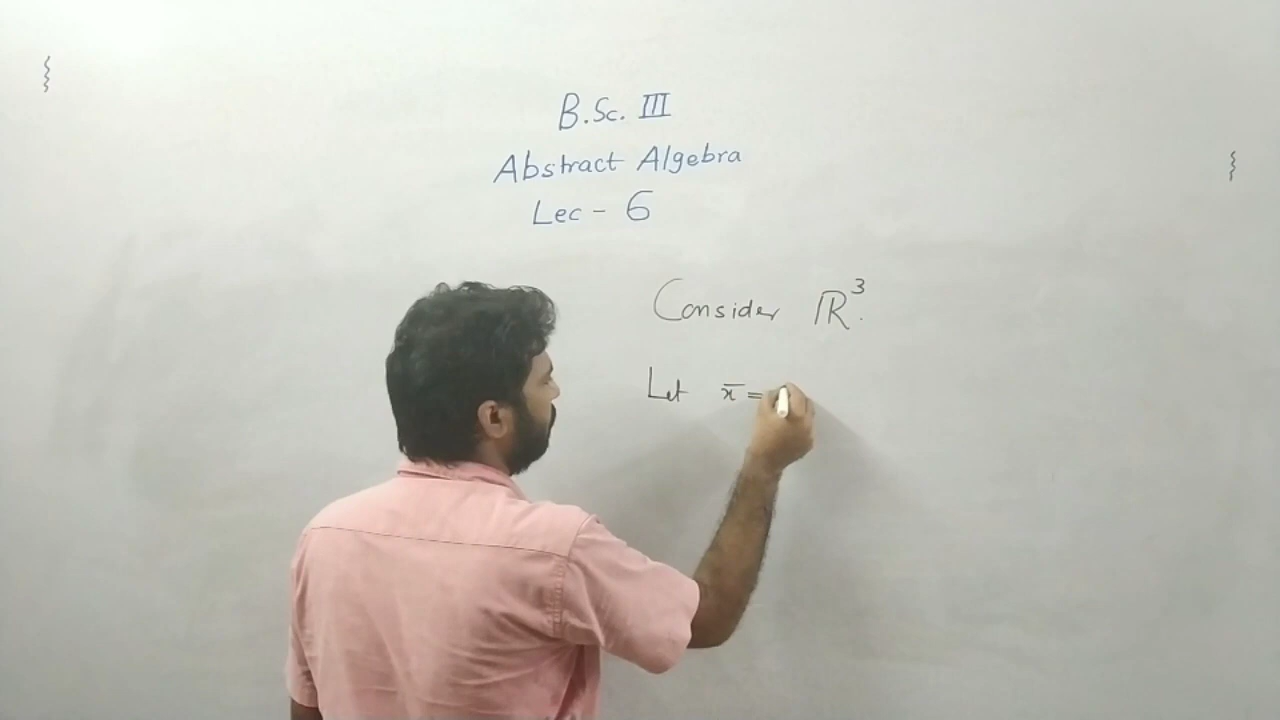 B.Sc. III
Abstract Algebra
Lec - 6
Consider ℝ³.
Let x̄ =